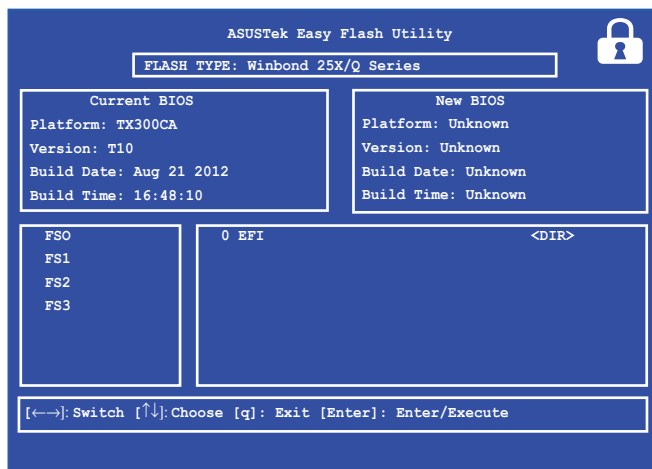 ASUSTek Easy Flash Utility
FLASH TYPE: Winbond 25X/Q Series
Current BIOS
Platform: TX300CA
Version: T10
Build Date: Aug 21 2012
Build Time: 16:48:10
New BIOS
Platform: Unknown
Version: Unknown
Build Date: Unknown
Build Time: Unknown
FSO
FS1
FS2
FS3
0 EFI <DIR>
[←→]: Switch [↑↓]: Choose [q]: Exit [Enter]: Enter/Execute